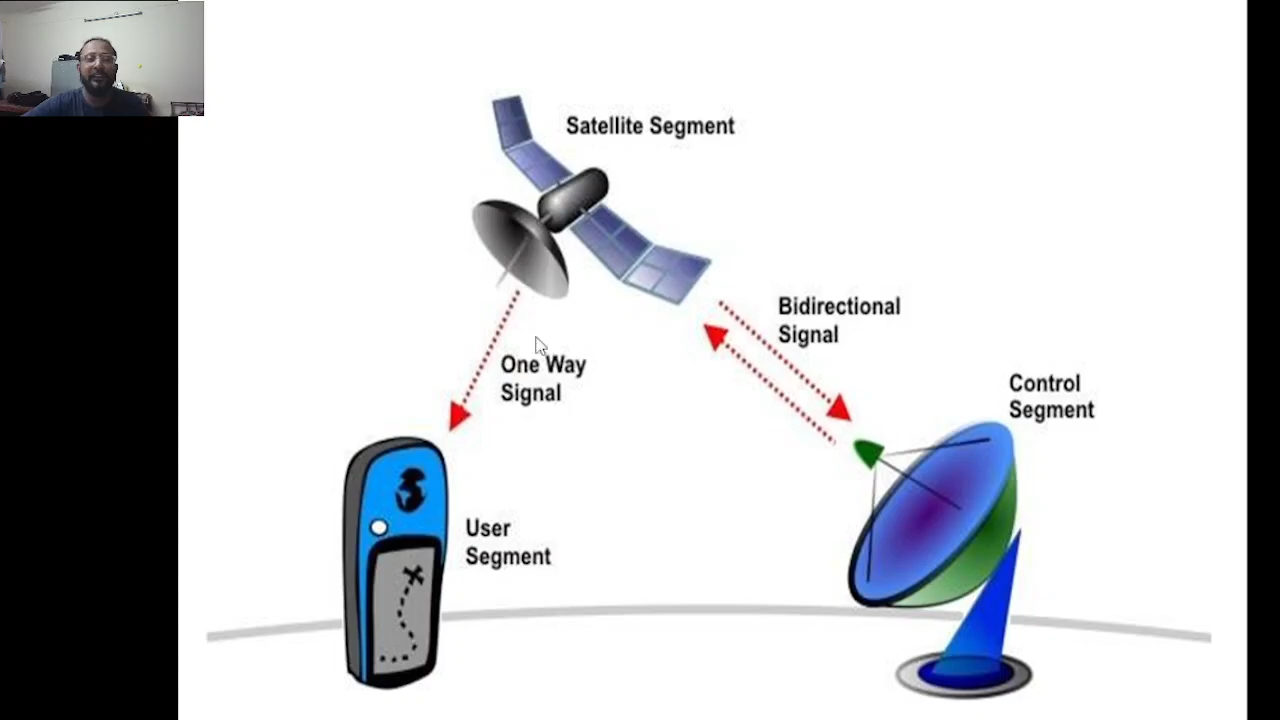 Satellite Segment
Bidirectional
Signal
One Way
Signal
Control
Segment
User
Segment